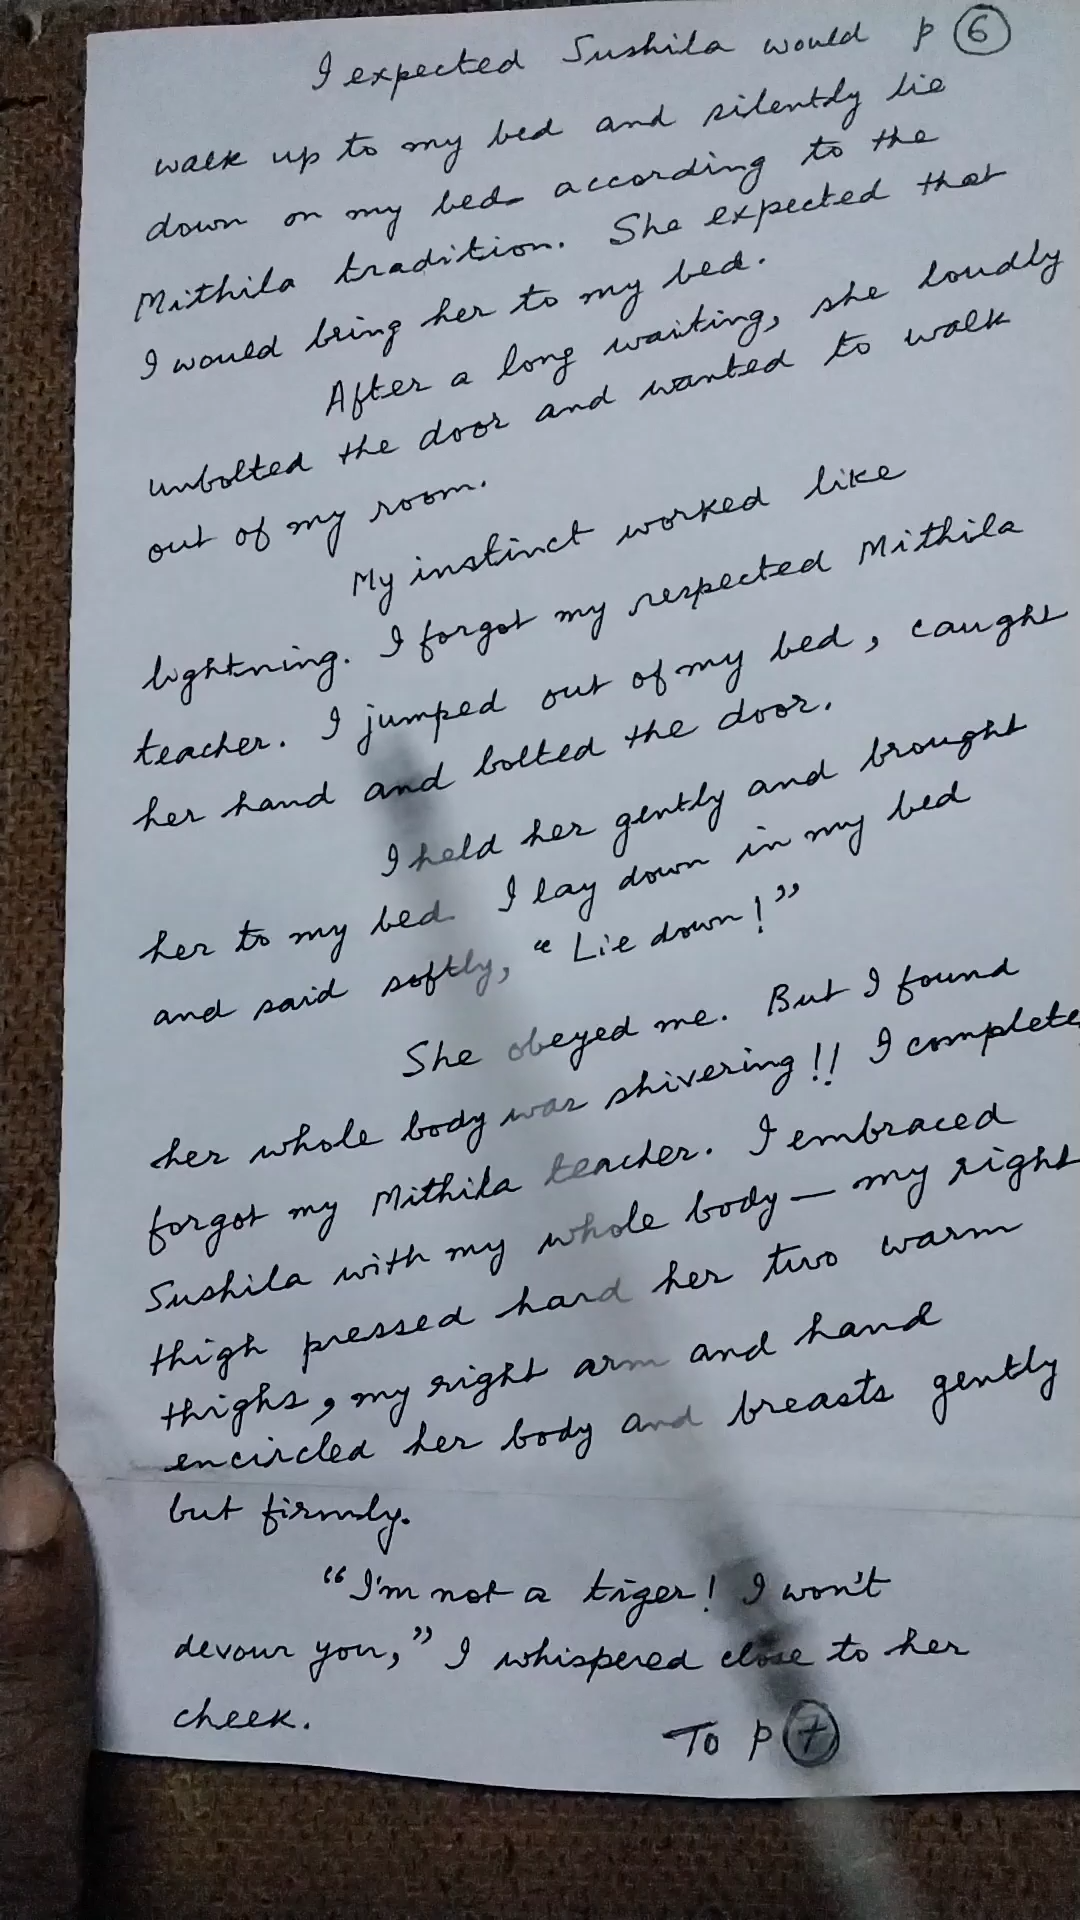 I expected Sushila would p 6
walk up to my bed and silently lie
down on my bed according to the
Mithila tradition. She expected that
I would bring her to my bed.
After a long waiting, she loudly
unbolted the door and wanted to walk
out of my room.
My instinct worked like
lightning. I forgot my respected Mithila
teacher. I jumped out of my bed, caught
her hand and bolted the door.
I held her gently and brought
her to my bed. I lay down in my bed
and said softly, "Lie down!"
She obeyed me. But I found
her whole body was shivering!! I complete
forgot my Mithila teacher. I embraced
Sushila with my whole body — my right
thigh pressed hard her two warm
thighs, my right arm and hand
encircled her body and breasts gently
but firmly.
"I'm not a tiger! I won't
devour you," I whispered close to her
cheek.
To p 7